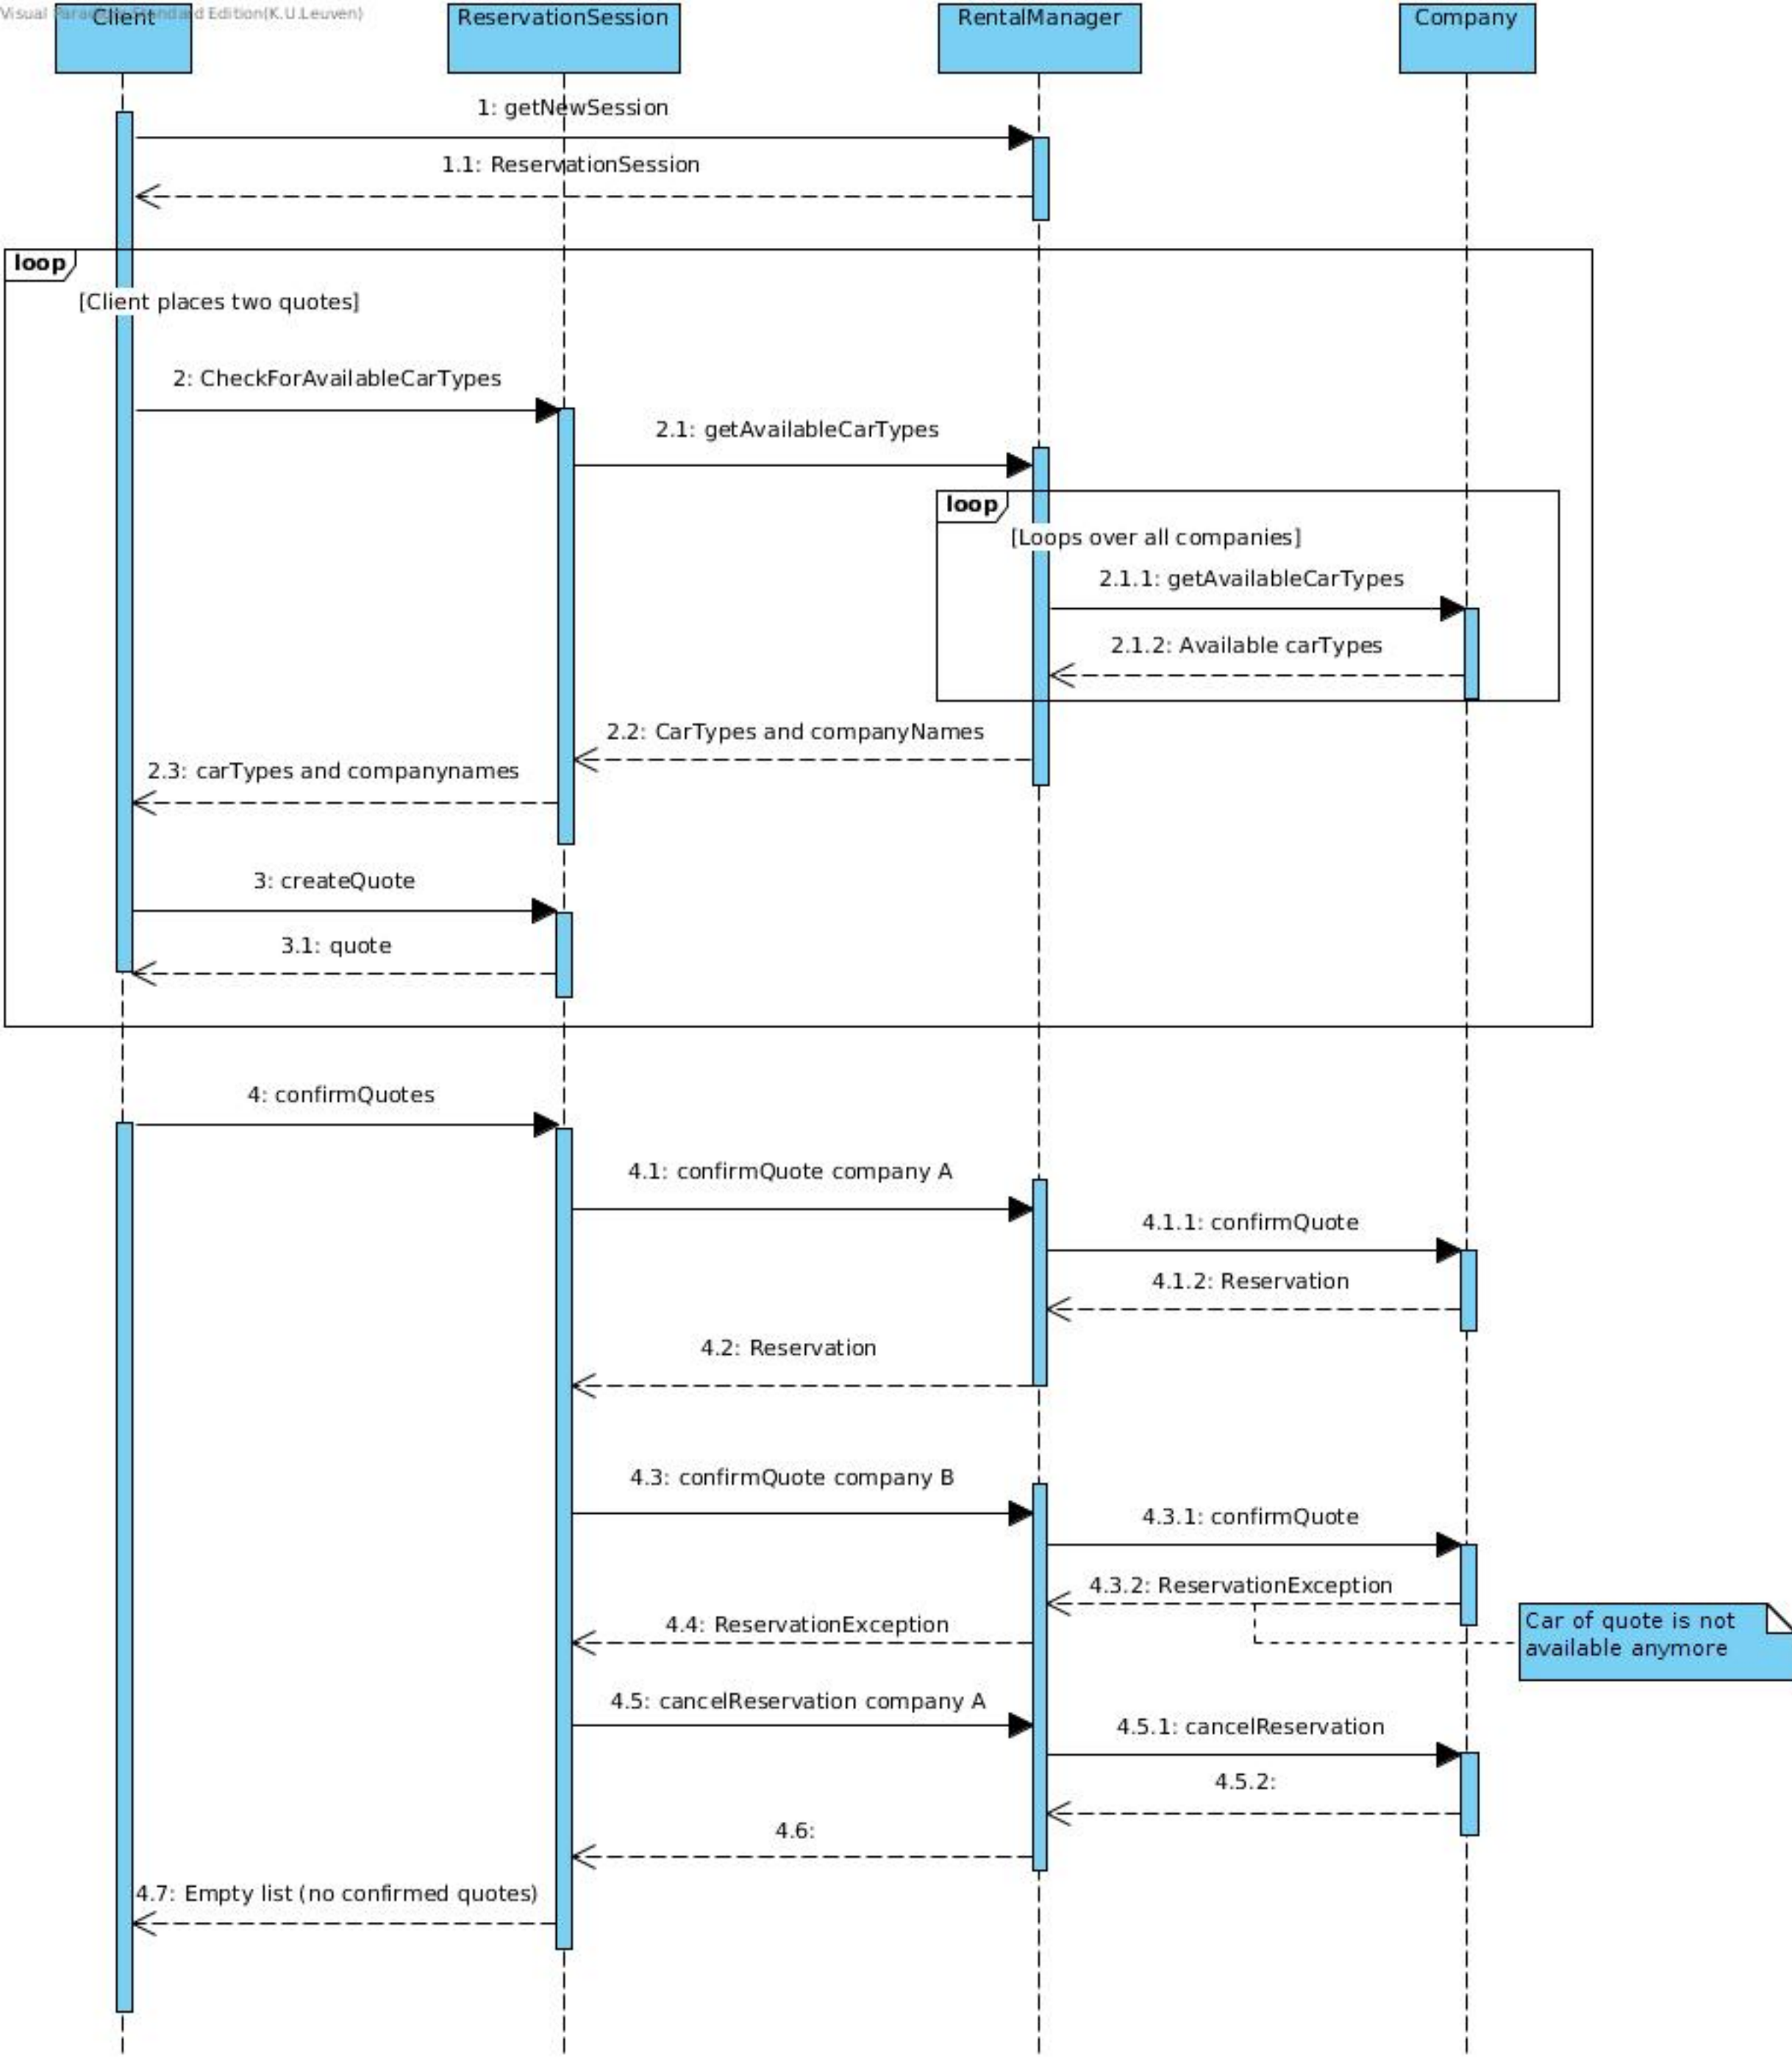 Visual Paradigm Standard Edition(K.U.Leuven)
Client
ReservationSession
RentalManager
Company
1: getNewSession
1.1: ReservationSession
loop
[Client places two quotes]
2: CheckForAvailableCarTypes
2.1: getAvailableCarTypes
loop
[Loops over all companies]
2.1.1: getAvailableCarTypes
2.1.2: Available carTypes
2.2: CarTypes and companyNames
2.3: carTypes and companynames
3: createQuote
3.1: quote
4: confirmQuotes
4.1: confirmQuote company A
4.1.1: confirmQuote
4.1.2: Reservation
4.2: Reservation
4.3: confirmQuote company B
4.3.1: confirmQuote
4.3.2: ReservationException
Car of quote is not
available anymore
4.4: ReservationException
4.5: cancelReservation company A
4.5.1: cancelReservation
4.5.2:
4.6:
4.7: Empty list (no confirmed quotes)